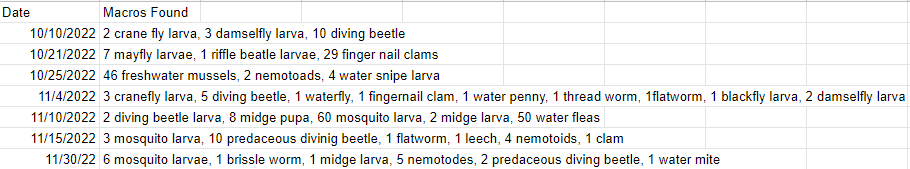 Date Macros Found
10/10/2022 2 crane fly larva, 3 damselfly larva, 10 diving beetle
10/21/2022 7 mayfly larvae, 1 riffle beatle larvae, 29 finger nail clams
10/25/2022 46 freshwater mussels, 2 nemotoads, 4 water snipe larva
11/4/2022 3 cranefly larva, 5 diving beetle, 1 waterfly, 1 fingernail clam, 1 water penny, 1 thread worm, 1flatworm, 1 blackfly larva, 2 damselfly larva
11/10/2022 2 diving beetle larva, 8 midge pupa, 60 mosquito larva, 2 midge larva, 50 water fleas
11/15/2022 3 mosquito larva, 10 predaceous divinig beetle, 1 flatworm, 1 leech, 4 nemotoids, 1 clam
11/30/22 6 mosquito larvae, 1 brissle worm, 1 midge larva, 5 nemotodes, 2 predaceous diving beetle, 1 water mite